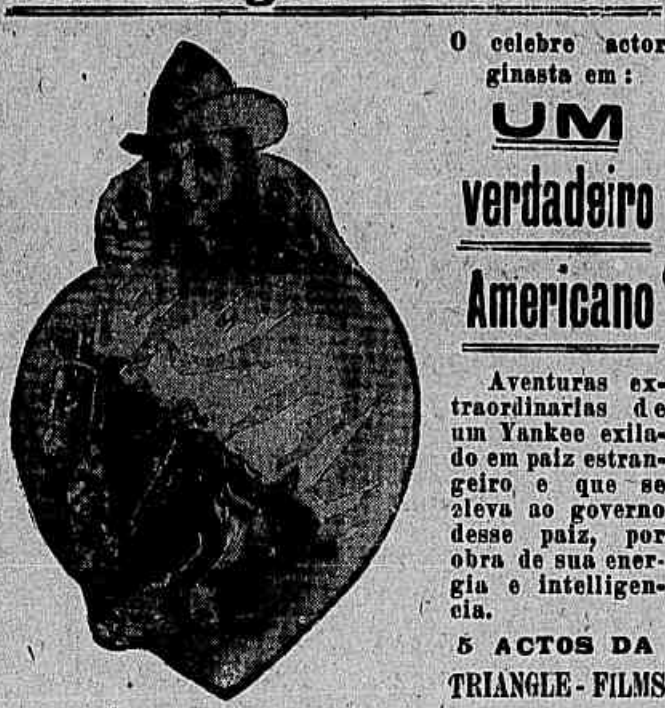 O celebre actor
ginasta em :
UM
verdadeiro
Americano
Aventuras ex-
traordinarias de
um Yankee exila-
do em paiz estran-
geiro e que se
eleva ao governo
desse paiz, por
obra de sua ener-
gia e intelligen-
cia.
5 ACTOS DA
TRIANGLE - FILMS